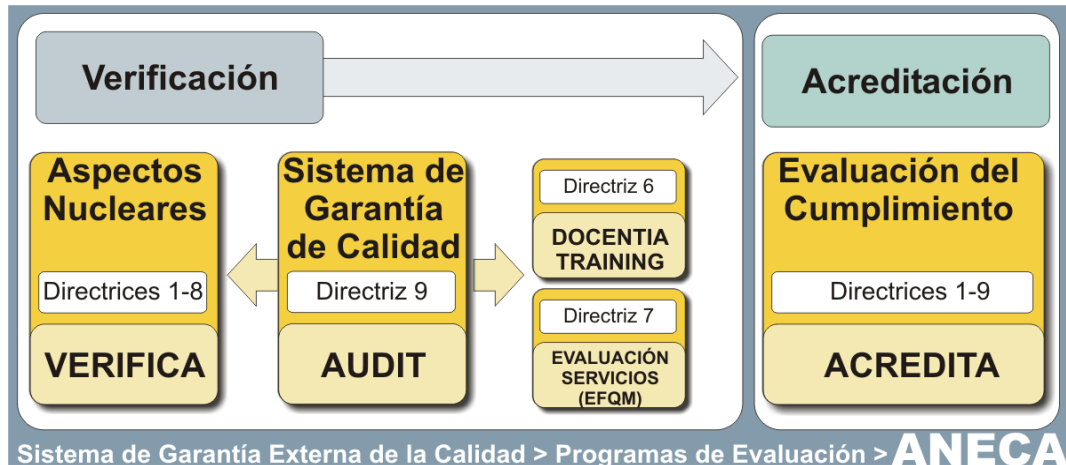 Verificación
Acreditación
Aspectos
Nucleares
Directrices 1-8
VERIFICA
Sistema de
Garantía
de Calidad
Directriz 9
AUDIT
Directriz 6
DOCENTIA
TRAINING
Directriz 7
EVALUACIÓN
SERVICIOS
(EFQM)
Evaluación del
Cumplimiento
Directrices 1-9
ACREDITA
Sistema de Garantía Externa de la Calidad > Programas de Evaluación > ANECA